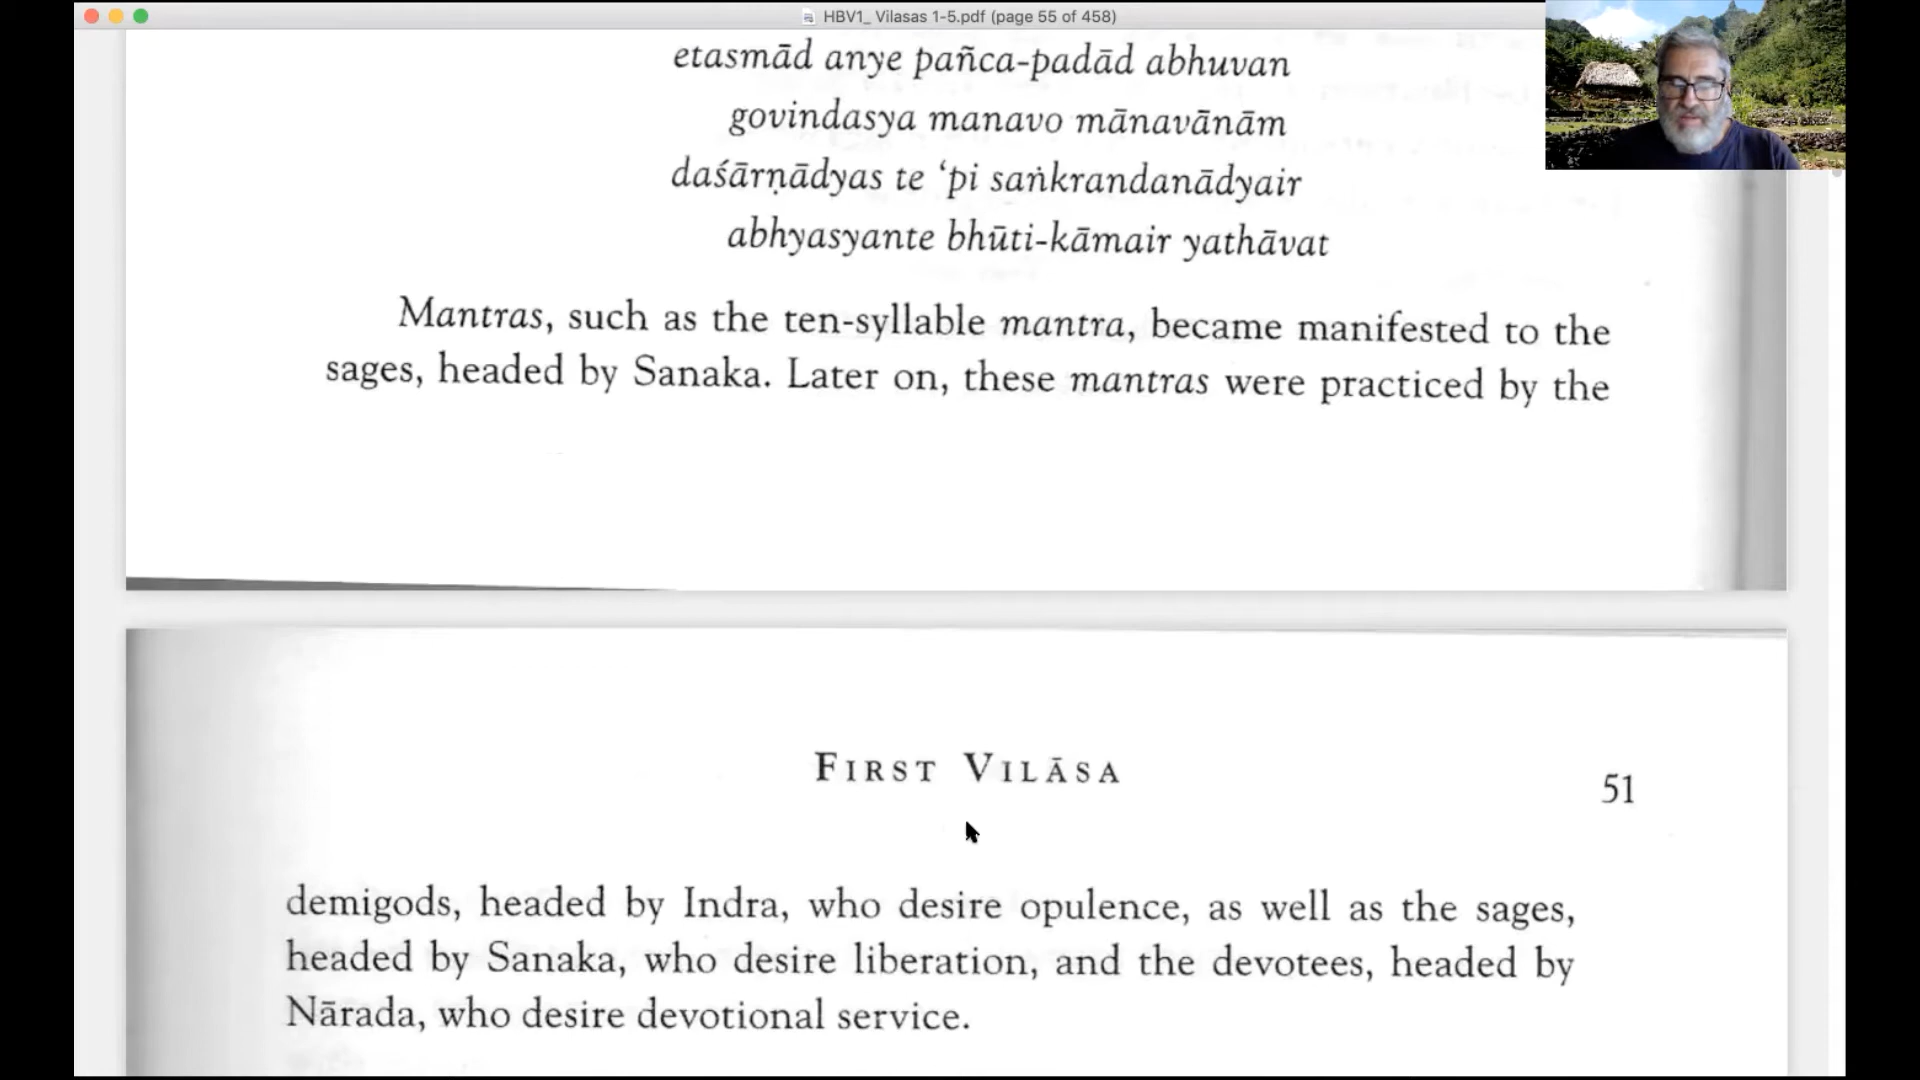 HBV1_ Vilasas 1-5.pdf (page 55 of 458)
etasmād anye pañca-padād abhuvan
govindasya manavo mānavānām
daśārṇādyas te ‘pi saṅkrandanādyair
abhyasyante bhūti-kāmair yathāvat
Mantras, such as the ten-syllable mantra, became manifested to the
sages, headed by Sanaka. Later on, these mantras were practiced by the
FIRST VILĀSA
51
demigods, headed by Indra, who desire opulence, as well as the sages,
headed by Sanaka, who desire liberation, and the devotees, headed by
Nārada, who desire devotional service.